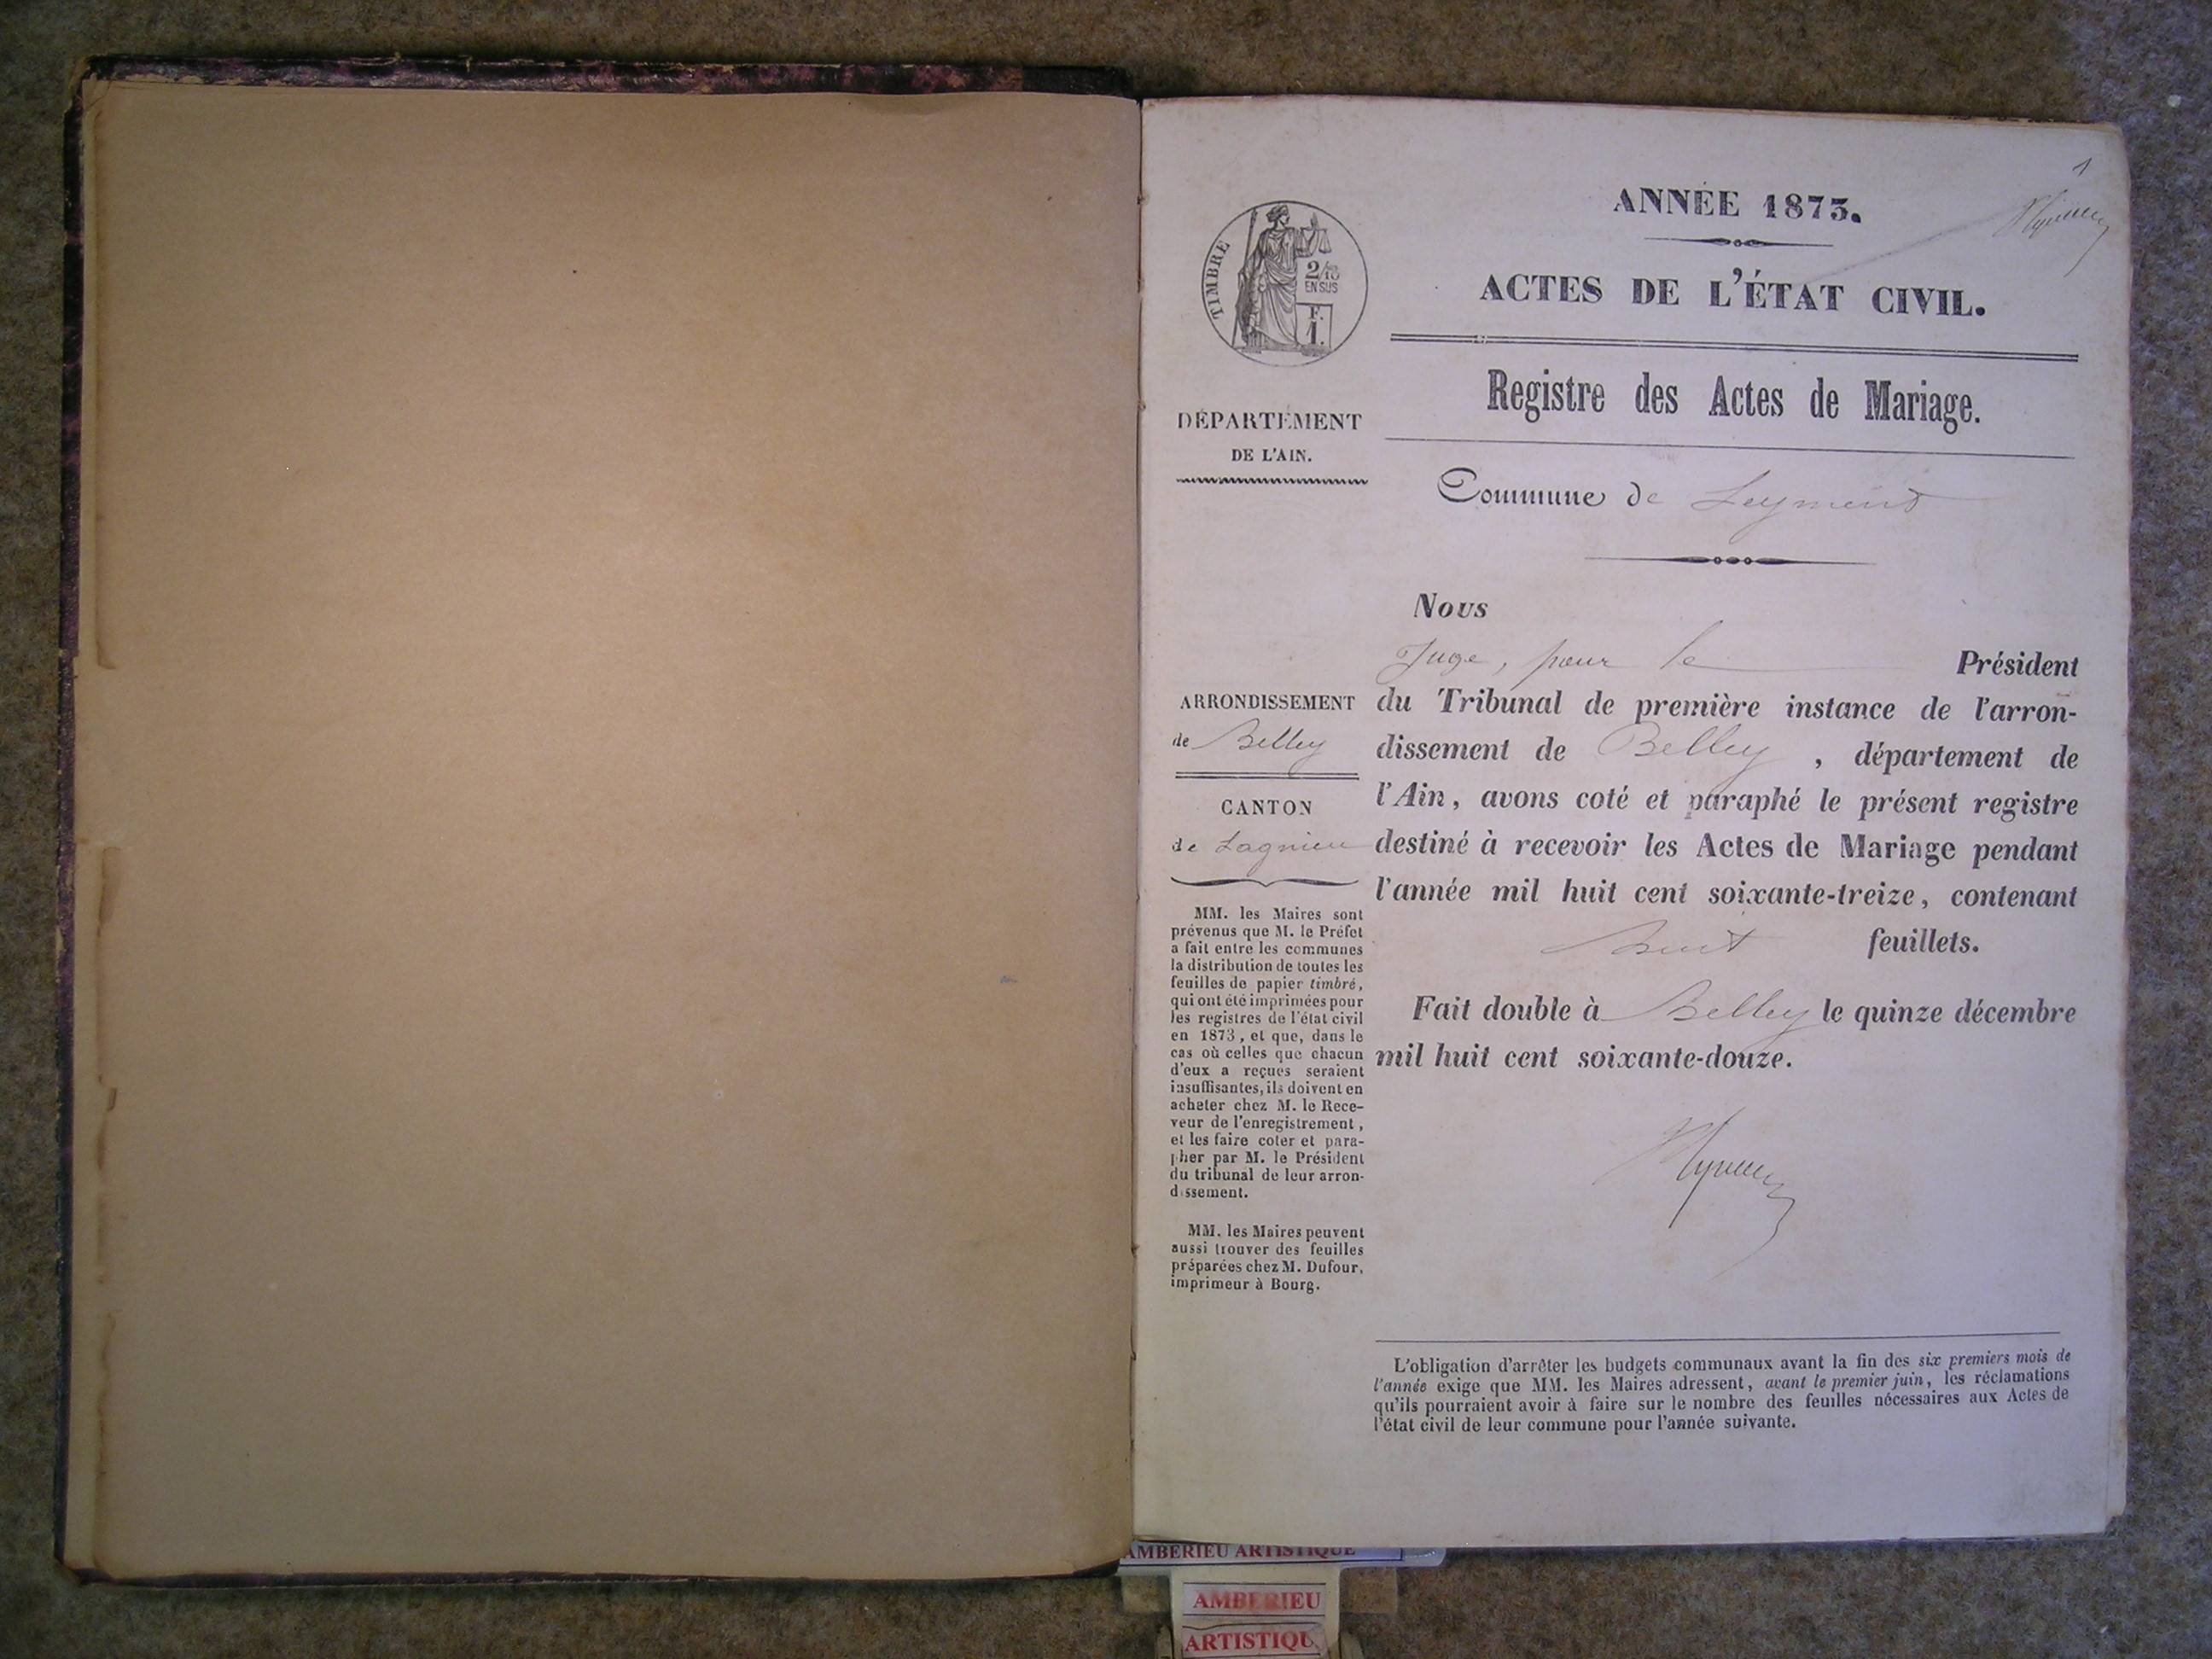 1
ANNÉE 1873.
ACTES DE L'ÉTAT CIVIL.
TIMBRE
2/10
EN SUS
F.
1.
Registre des Actes de Mariage.
DÉPARTEMENT
DE L'AIN.
Commune de Leyment
Nous
Juge, pour le Président
du Tribunal de première instance de l'arron-
dissement de Belley, département de
l'Ain, avons coté et paraphé le présent registre
destiné à recevoir les Actes de Mariage pendant
l'année mil huit cent soixante-treize, contenant
huit feuillets.
Fait double à Belley le quinze décembre
mil huit cent soixante-douze.
ARRONDISSEMENT
de Belley
CANTON
de Lagnieu
MM. les Maires sont
prévenus que M. le Préfet
a fait entre les communes
la distribution de toutes les
feuilles de papier timbré,
qui ont été imprimées pour
les registres de l'état civil
en 1873, et que, dans le
cas où celles que chacun
d'eux a reçues seraient
insuffisantes, ils doivent en
acheter chez M. le Rece-
veur de l'enregistrement,
et les faire coter et para-
pher par M. le Président
du tribunal de leur arron-
dissement.
MM. les Maires peuvent
aussi trouver des feuilles
préparées chez M. Dufour,
imprimeur à Bourg.
L'obligation d'arrêter les budgets communaux avant la fin des six premiers mois de
l'année exige que MM. les Maires adressent, avant le premier juin, les réclamations
qu'ils pourraient avoir à faire sur le nombre des feuilles nécessaires aux Actes de
l'état civil de leur commune pour l'année suivante.
AMBERIEU ARTISTIQUE
AMBERIEU
ARTISTIQU